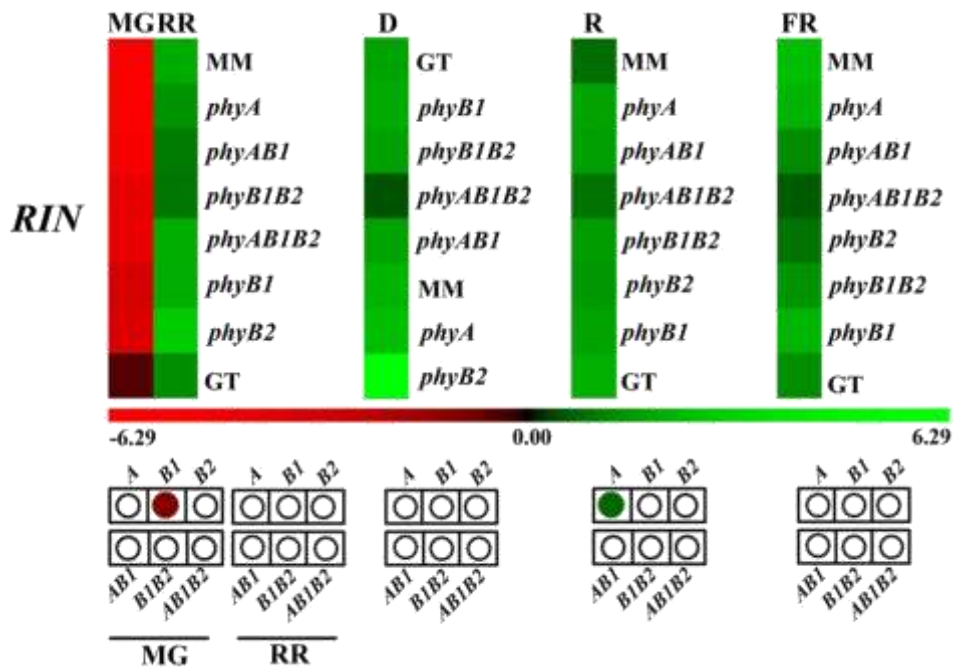 MG RR D R FR
MM GT MM MM
phyA phyB1 phyA phyA
phyAB1 phyB1B2 phyAB1 phyAB1
RIN phyB1B2 phyAB1B2 phyAB1B2 phyAB1B2
phyAB1B2 phyAB1 phyB1B2 phyB2
phyB1 MM phyB2 phyB1B2
phyB2 phyA phyB1 phyB1
GT phyB2 GT GT
-6.29 0.00 6.29
A B1 B2 A B1 B2 A B1 B2 A B1 B2 A B1 B2
AB1 B1B2 AB1B2 AB1 B1B2 AB1B2 AB1 B1B2 AB1B2 AB1 B1B2 AB1B2 AB1 B1B2 AB1B2
MG RR